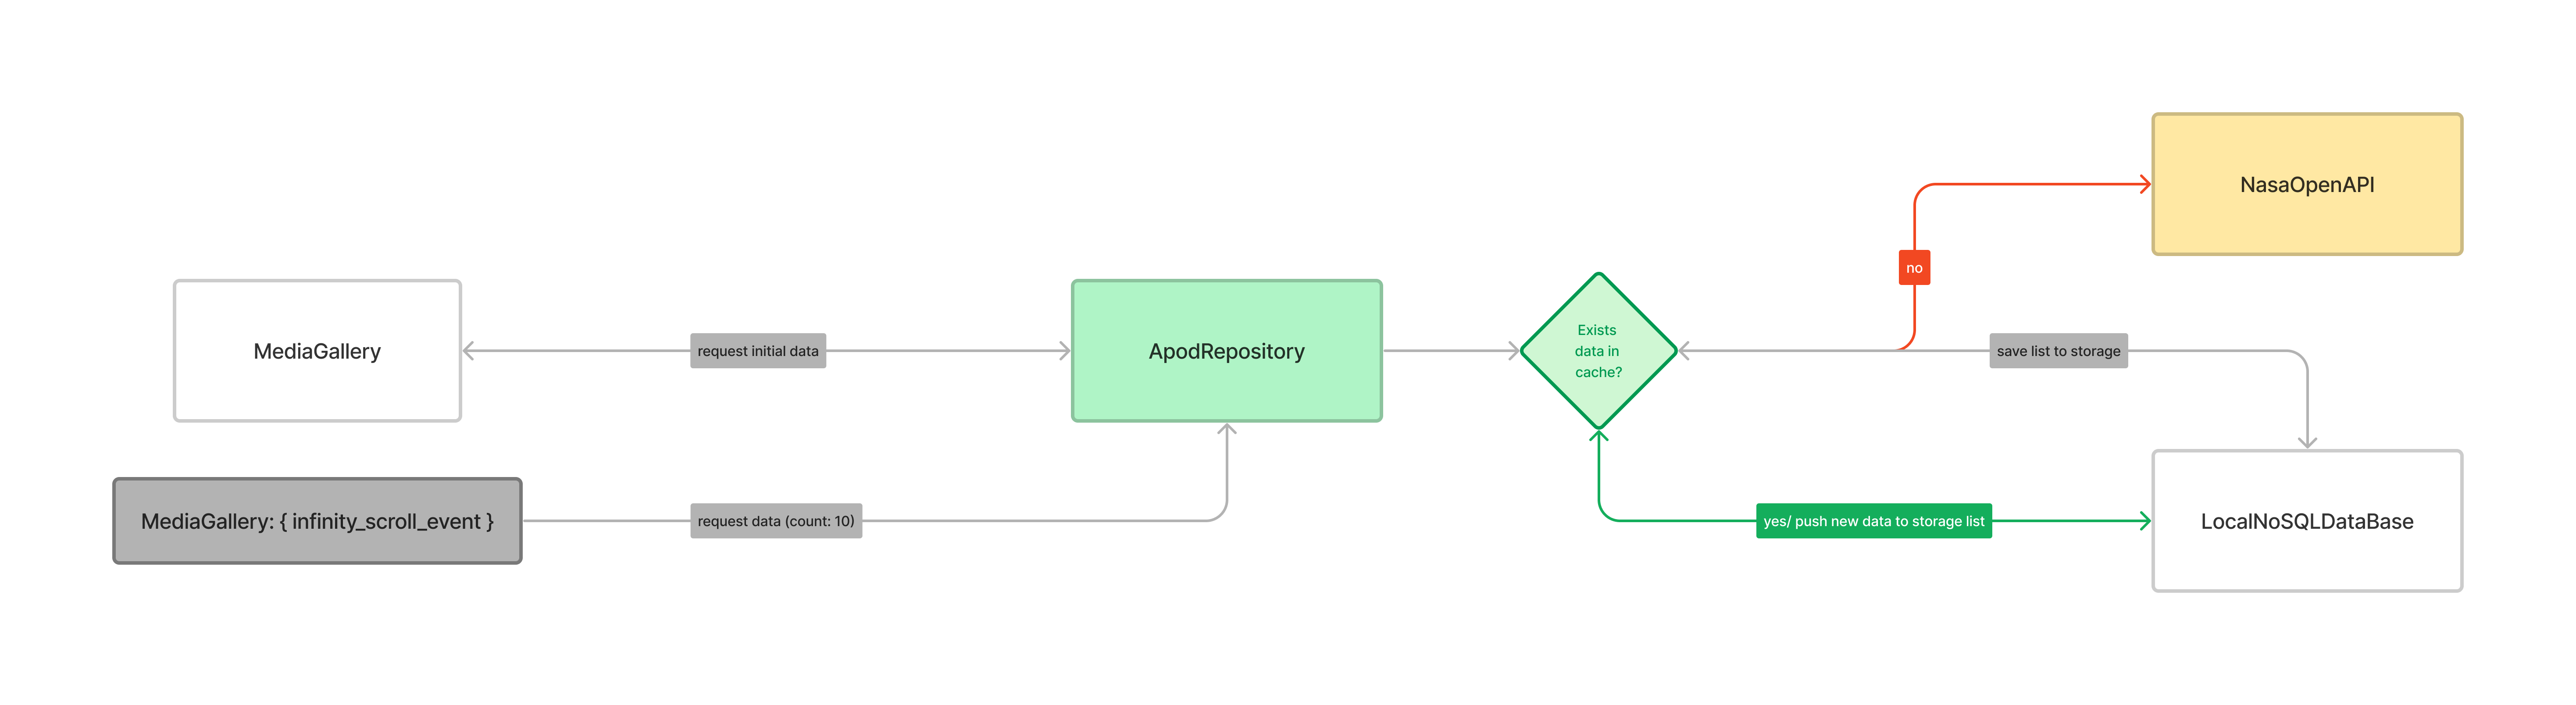 NasaOpenAPI
no
MediaGallery
request initial data
ApodRepository
Exists
data in
cache?
save list to storage
MediaGallery: { infinity_scroll_event }
request data (count: 10)
yes/ push new data to storage list
LocalNoSQLDataBase